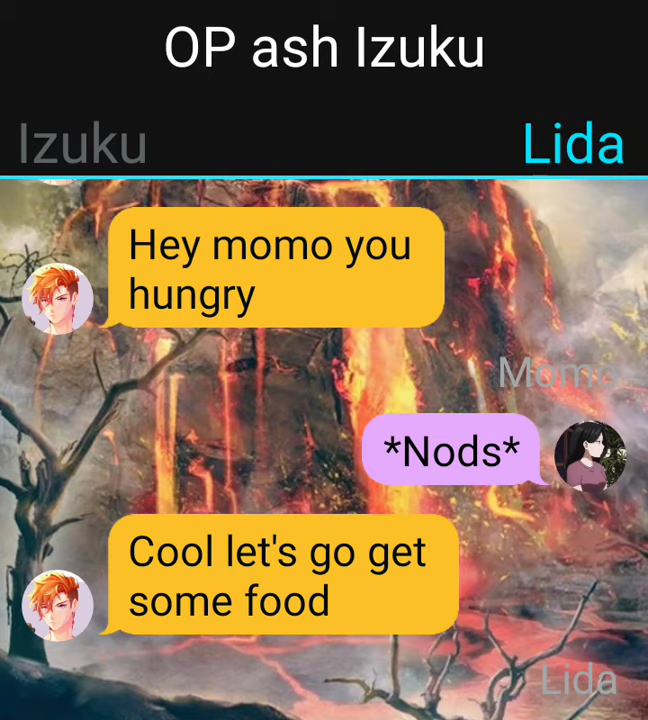 OP ash Izuku
Izuku
Lida
Hey momo you
hungry
Momo
*Nods*
Cool let's go get
some food
Lida